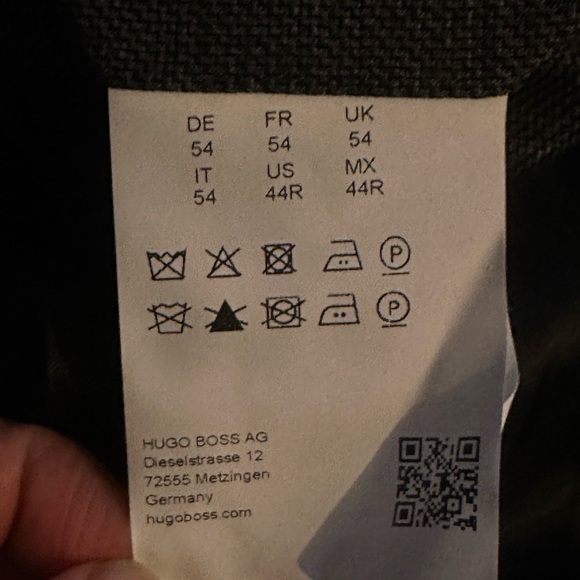 DE FR UK
54 54 54
IT US MX
54 44R 44R
P
P
HUGO BOSS AG
Dieselstrasse 12
72555 Metzingen
Germany
hugoboss.com